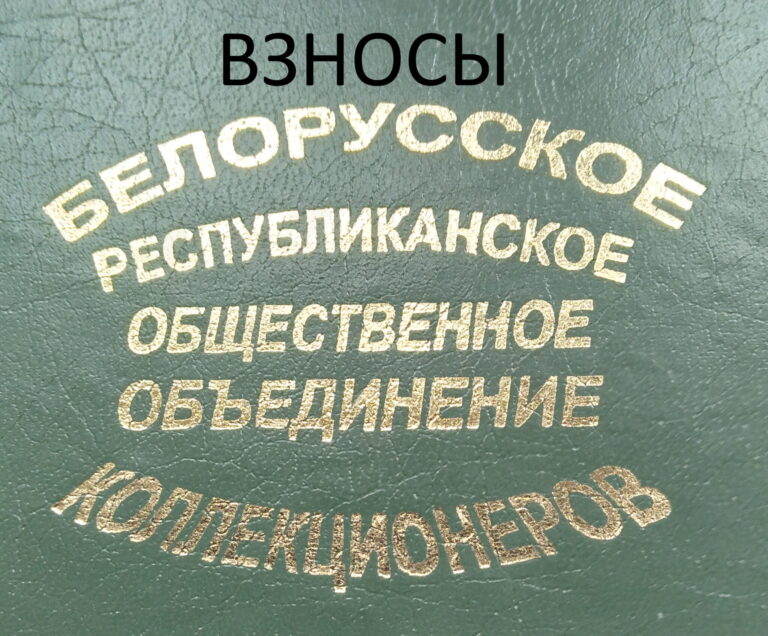 ВЗНОСЫ
БЕЛОРУССКОЕ
РЕСПУБЛИКАНСКОЕ
ОБЩЕСТВЕННОЕ
ОБЪЕДИНЕНИЕ
КОЛЛЕКЦИОНЕРОВ